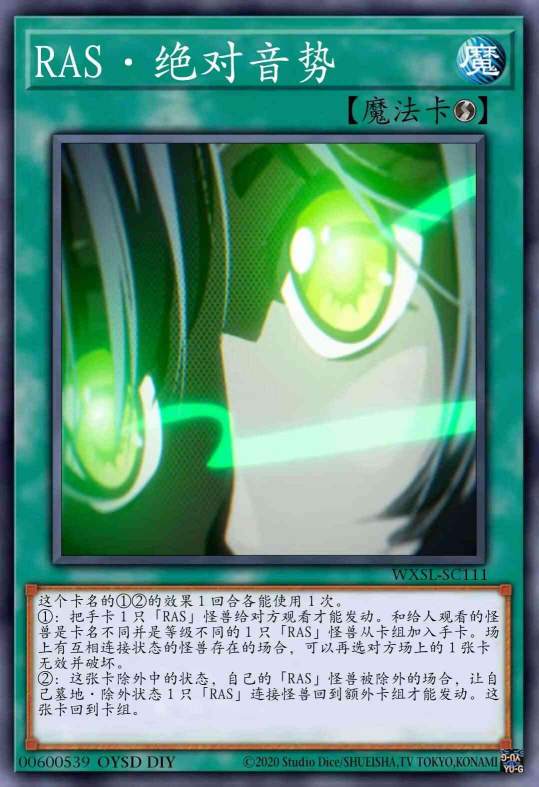 RAS・绝对音势
魔
【魔法卡】
WXSL-SC111
这个卡名的①②的效果1回合各能使用1次。
①：把手卡1只「RAS」怪兽给对方观看才能发动。和给人观看的怪
兽是卡名不同并是等级不同的1只「RAS」怪兽从卡组加入手卡。场
上有互相连接状态的怪兽存在的场合，可以再选对方场上的1张卡
无效并破坏。
②：这张卡除外中的状态，自己的「RAS」怪兽被除外的场合，让自
己墓地・除外状态1只「RAS」连接怪兽回到额外卡组才能发动。这
张卡回到卡组。
00600539 OYSD DIY
©2020 Studio Dice/SHUEISHA,TV TOKYO,KONAMI
YU-G